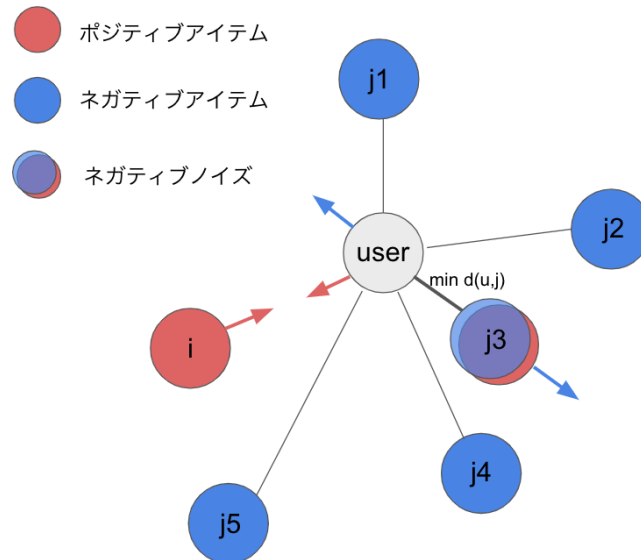 ポジティブアイテム
ネガティブアイテム
ネガティブノイズ
j1
j2
user
min d(u,j)
j3
i
j4
j5